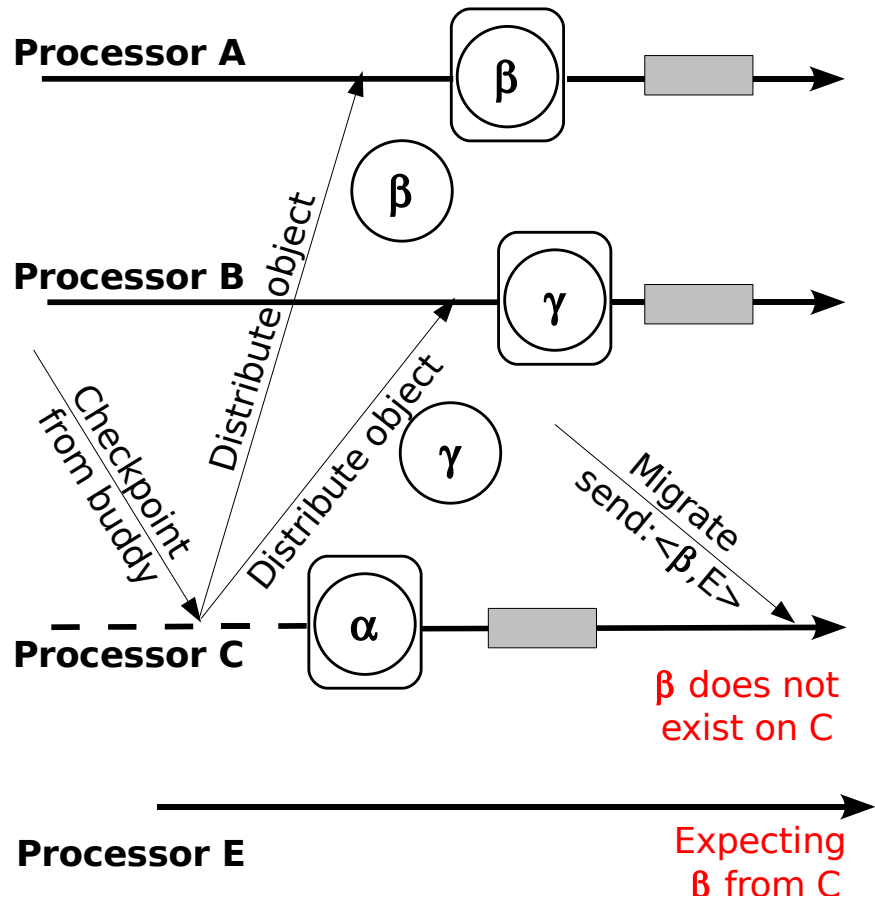 Processor A
β
β
Distribute object
Processor B
γ
Checkpoint
from buddy
Distribute object
γ
Migrate
send:<β,E>
α
Processor C
β does not
exist on C
Processor E
Expecting
β from C